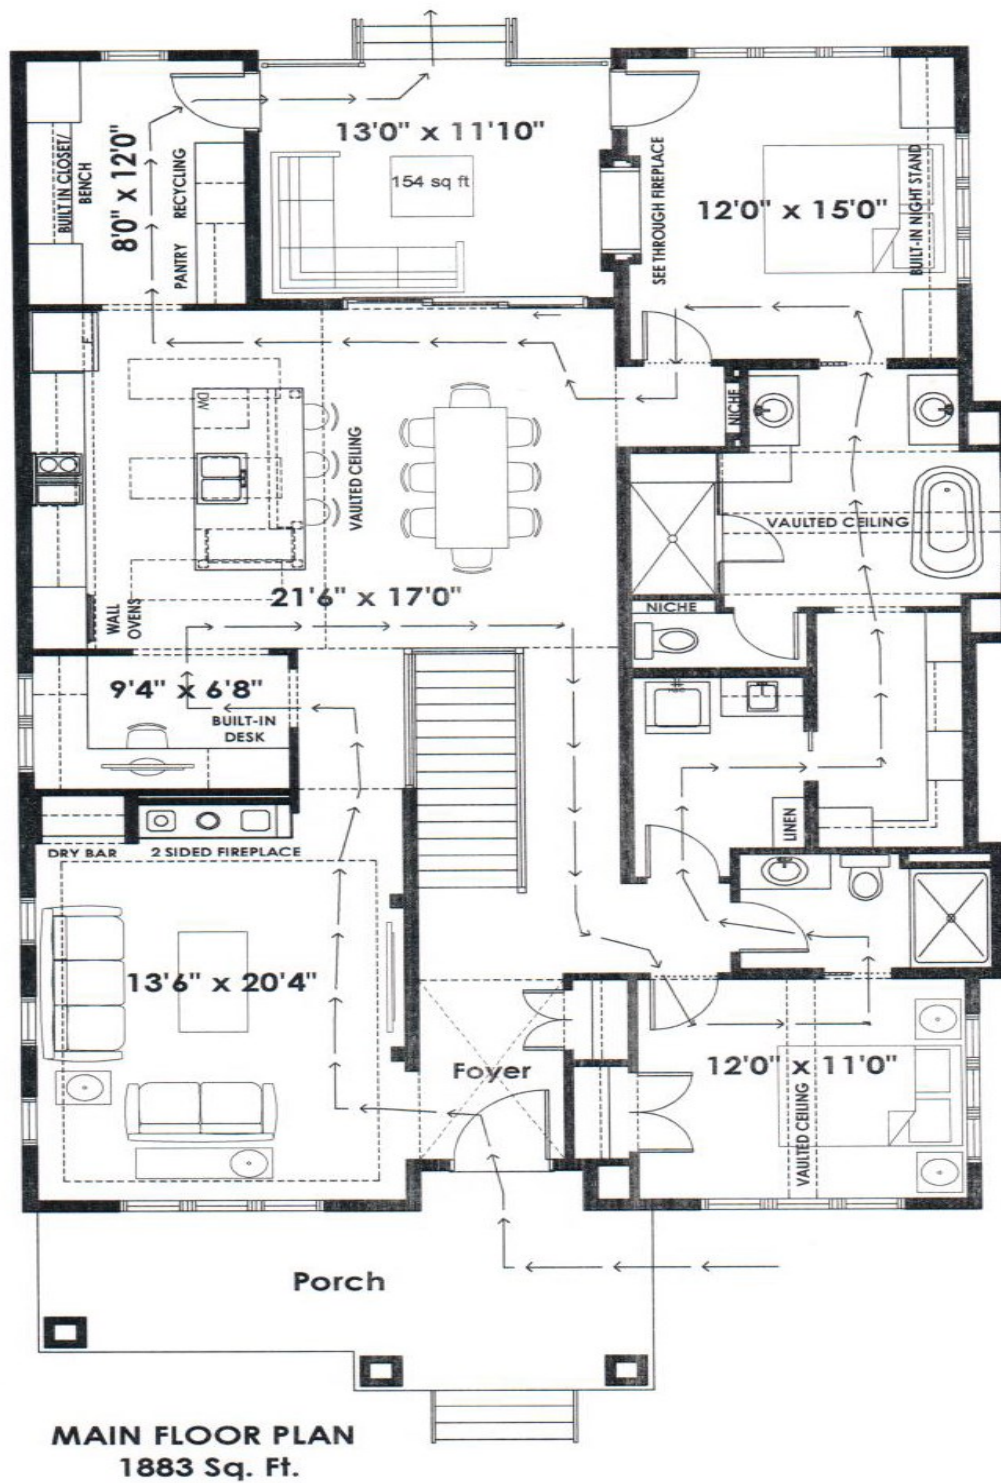 13'0" x 11'10"
154 sq ft
BUILT IN CLOSET/
BENCH
8'0" x 12'0"
RECYCLING
PANTRY
SEE THROUGH FIREPLACE
12'0" x 15'0"
BUILT-IN NIGHT STAND
F
DW
VAULTED CEILING
NICHE
VAULTED CEILING
21'6" x 17'0"
WALL
OVENS
NICHE
9'4" x 6'8"
BUILT-IN
DESK
LINEN
DRY BAR
2 SIDED FIREPLACE
13'6" x 20'4"
Foyer
12'0" x 11'0"
VAULTED CEILING
Porch
MAIN FLOOR PLAN
1883 Sq. Ft.